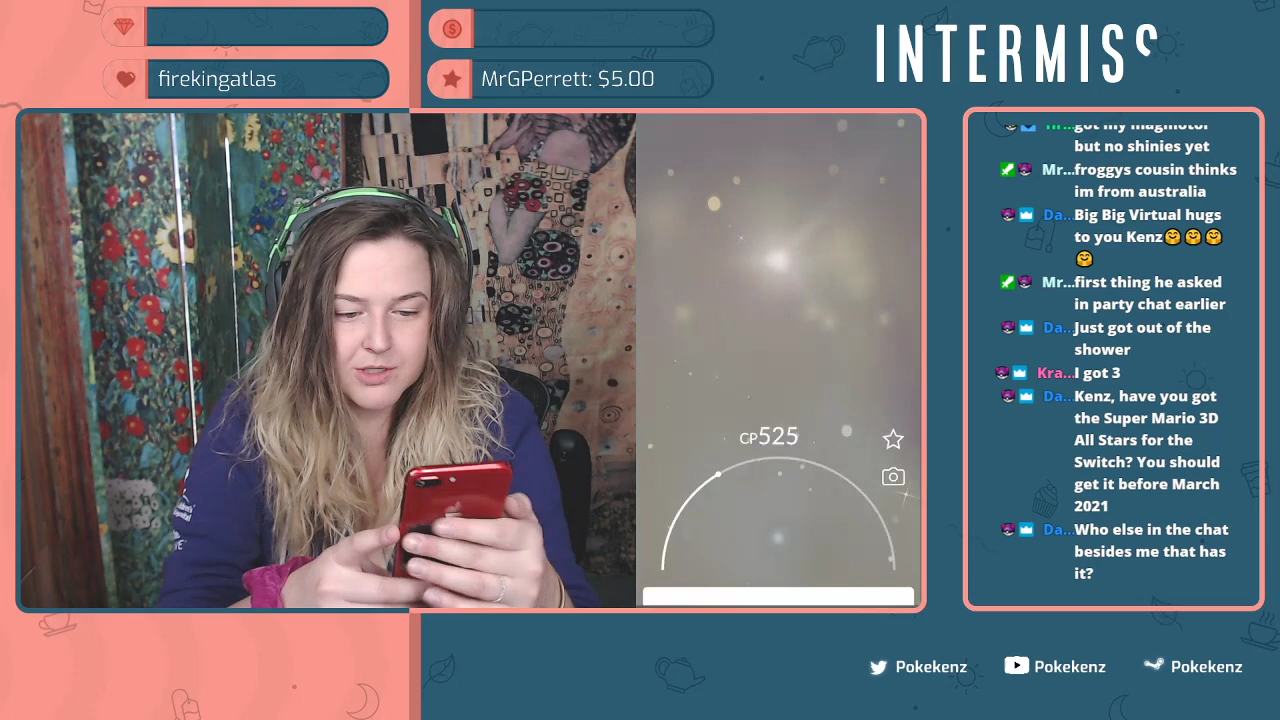 firekingatlas
MrGPerrett: $5.00
INTERMISS
CP525
but no shinies yet
Mr...froggys cousin thinks
im from australia
Da...Big Big Virtual hugs
to you Kenz🤗 🤗 🤗
🤗
Mr...first thing he asked
in party chat earlier
Da...Just got out of the
shower
Kra...I got 3
Da...Kenz, have you got
the Super Mario 3D
All Stars for the
Switch? You should
get it before March
2021
Da...Who else in the chat
besides me that has
it?
Pokekenz
Pokekenz
Pokekenz